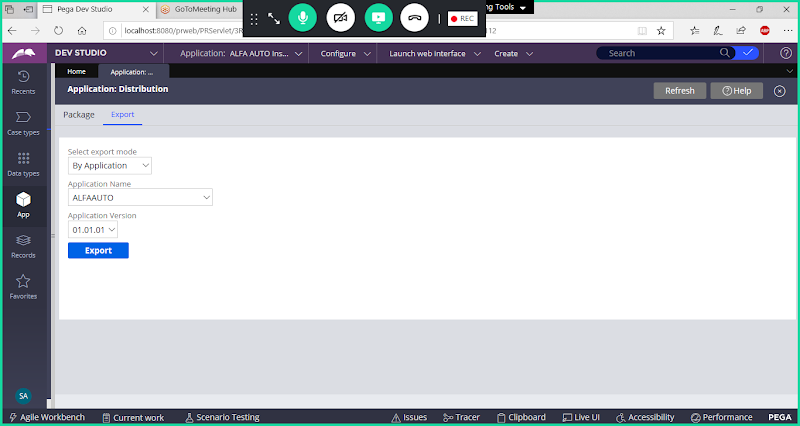 Pega Dev Studio
GoToMeeting Hub
ng Tools
REC
localhost:8080/prweb/PRServlet/3R
112
DEV STUDIO
Application: ALFA AUTO Ins...
Configure
Launch web interface
Create
Search
Recents
Case types
Data types
App
Records
Favorites
SA
Home
Application: ...
Application: Distribution
Refresh
Help
Package
Export
Select export mode
By Application
Application Name
ALFAAUTO
Application Version
01.01.01
Export
Agile Workbench
Current work
Scenario Testing
Issues
Tracer
Clipboard
Live UI
Accessibility
Performance
PEGA